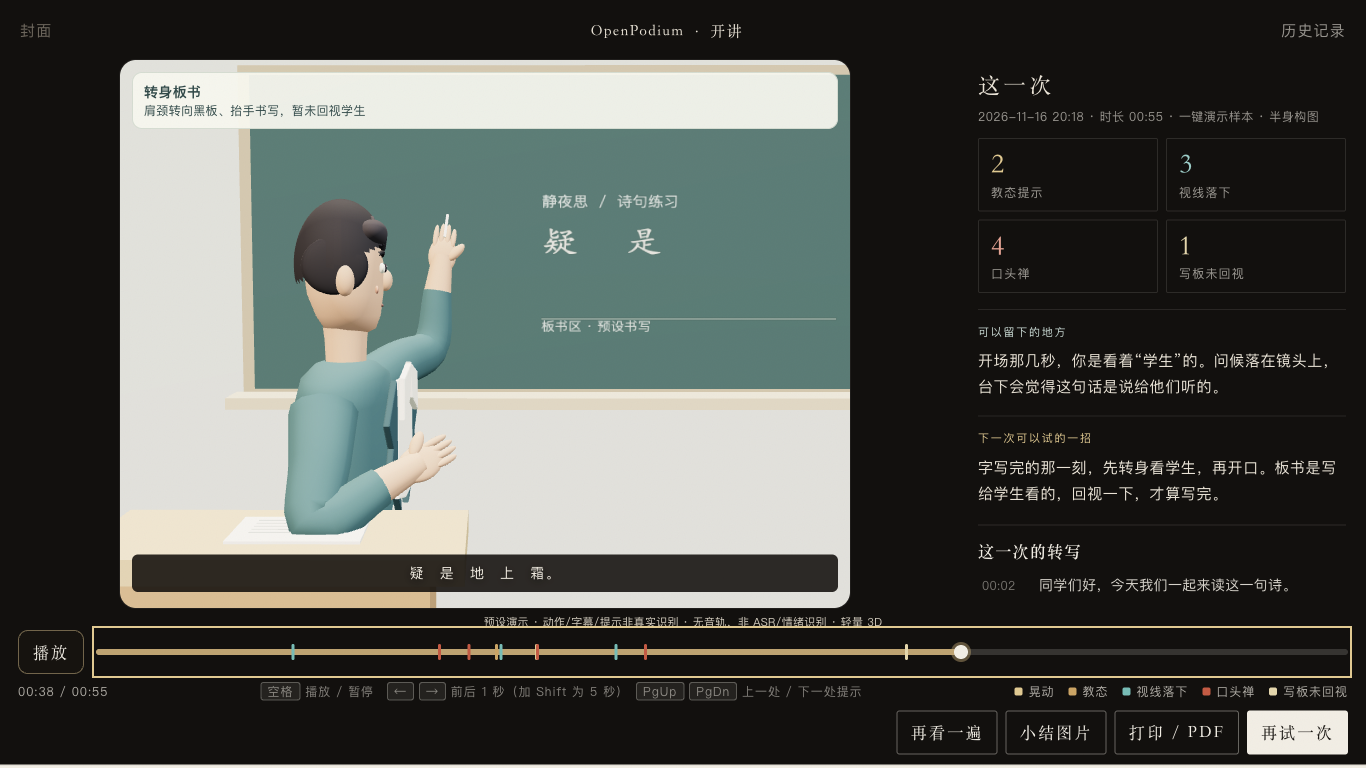 封面
OpenPodium · 开讲
历史记录
转身板书
肩颈转向黑板、抬手书写，暂未回视学生
静夜思 / 诗句练习
疑 是
板书区 · 预设书写
疑 是 地 上 霜。
预设演示 · 动作/字幕/提示非真实识别 · 无音轨，非 ASR/情绪识别 · 轻量 3D
这一次
2026-11-16 20:18 · 时长 00:55 · 一键演示样本 · 半身构图
2
教态提示
3
视线落下
4
口头禅
1
写板未回视
可以留下的地方
开场那几秒，你是看着“学生”的。问候落在镜头上，
台下会觉得这句话是说给他们听的。
下一次可以试的一招
字写完的那一刻，先转身看学生，再开口。板书是写
给学生看的，回视一下，才算写完。
这一次的转写
00:02 同学们好，今天我们一起来读这一句诗。
播放
00:38 / 00:55
空格 播放 / 暂停 ← → 前后 1 秒（加 Shift 为 5 秒） PgUp PgDn 上一处 / 下一处提示
晃动 教态 视线落下 口头禅 写板未回视
再看一遍
小结图片
打印 / PDF
再试一次